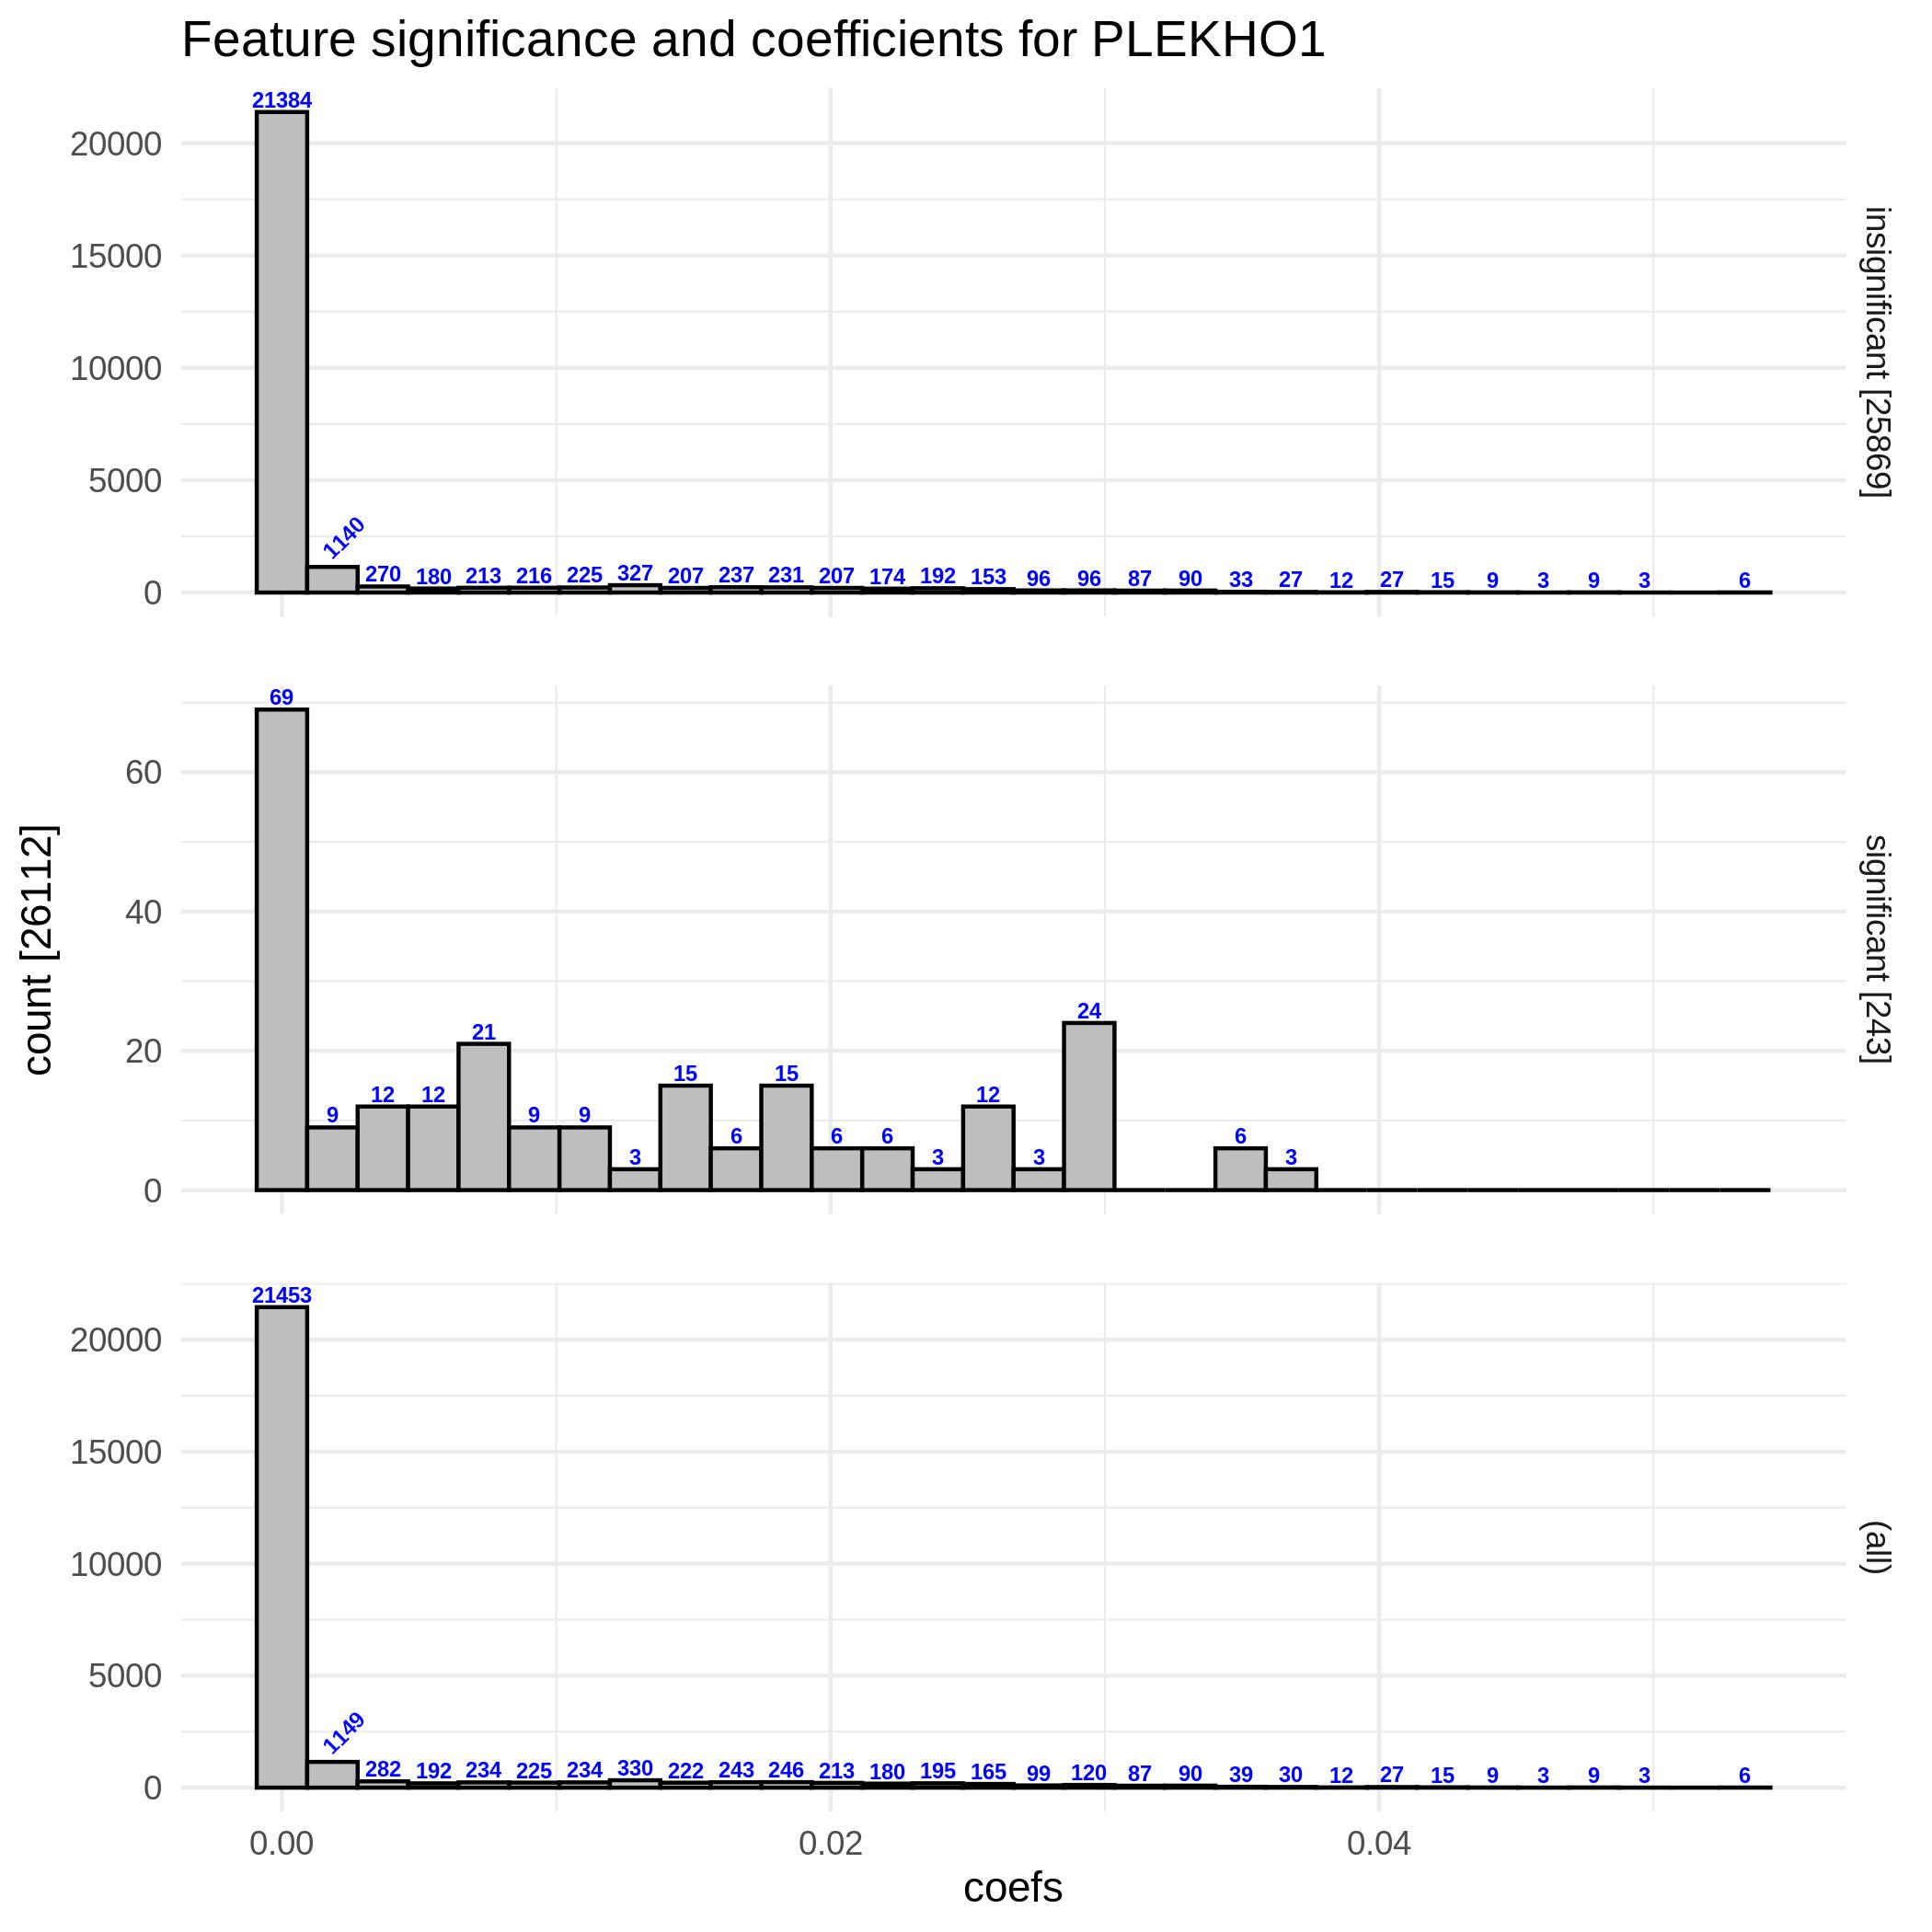 Feature significance and coefficients for PLEKHO1
count [26112]
20000
15000
10000
5000
0
21384
1140
270 180 213 216 225 327 207 237 231 207 174 192 153 96 96 87 90 33 27 12 27 15 9 3 9 3 6
insignificant [25869]
60
40
20
0
69
9 12 12 21 9 9 3 15 6 15 6 6 3 12 3 24 6 3
significant [243]
20000
15000
10000
5000
0
21453
1149
282 192 234 225 234 330 222 243 246 213 180 195 165 99 120 87 90 39 30 12 27 15 9 3 9 3 6
(all)
0.00 0.02 0.04
coefs